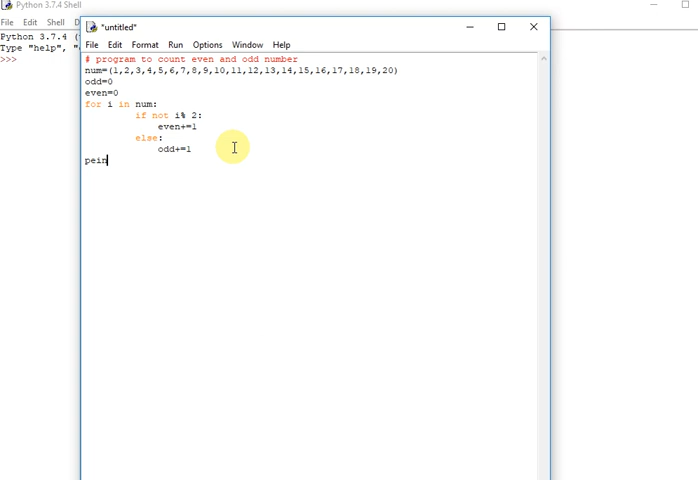 Python 3.7.4 Shell
File Edit Shell D
Python 3.7.4 (
Type "help", "
>>>
*untitled*
File Edit Format Run Options Window Help
# program to count even and odd number
num=(1,2,3,4,5,6,7,8,9,10,11,12,13,14,15,16,17,18,19,20)
odd=0
even=0
for i in num:
if not i% 2:
even+=1
else:
odd+=1
pein